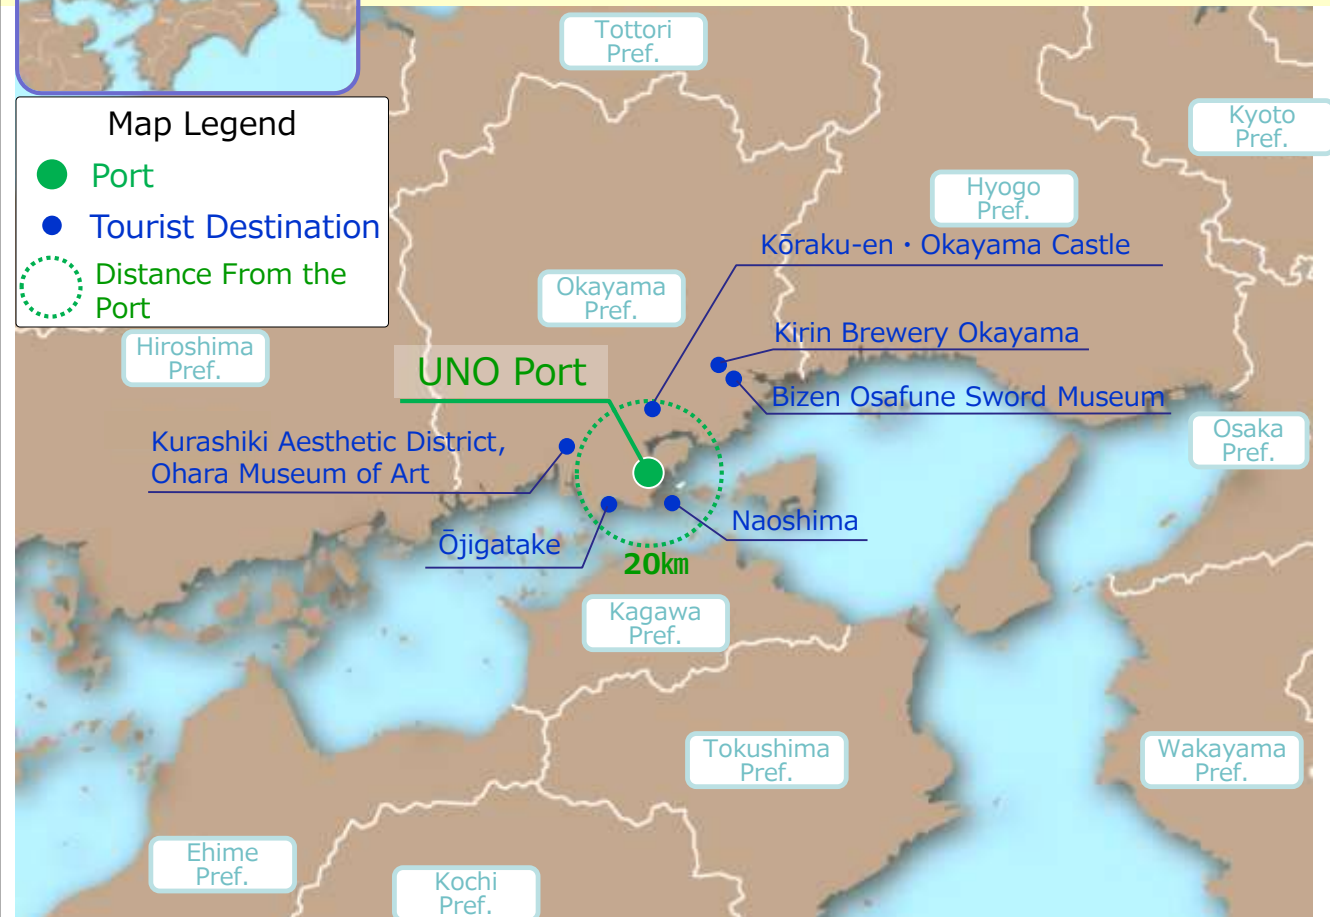 Tottori
Pref.
Map Legend
Port
Tourist Destination
Distance From the
Port
Kyoto
Pref.
Hyogo
Pref.
Kōraku-en・Okayama Castle
Okayama
Pref.
Hiroshima
Pref.
Kirin Brewery Okayama
UNO Port
Bizen Osafune Sword Museum
Kurashiki Aesthetic District,
Ohara Museum of Art
Osaka
Pref.
Naoshima
Ōjigatake
20㎞
Kagawa
Pref.
Tokushima
Pref.
Wakayama
Pref.
Ehime
Pref.
Kochi
Pref.